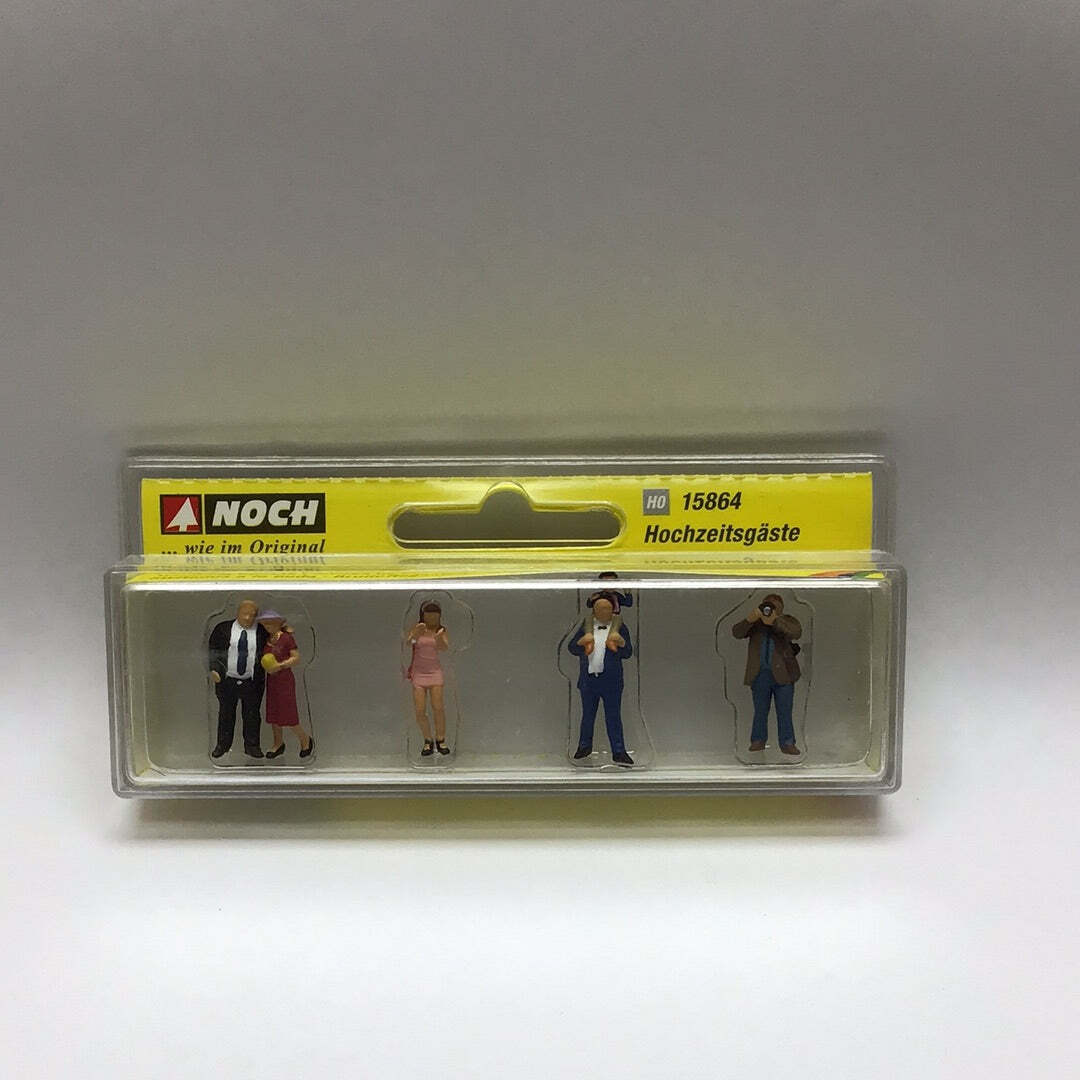 NOCH
... wie im Original
H0 15864
Hochzeitsgäste